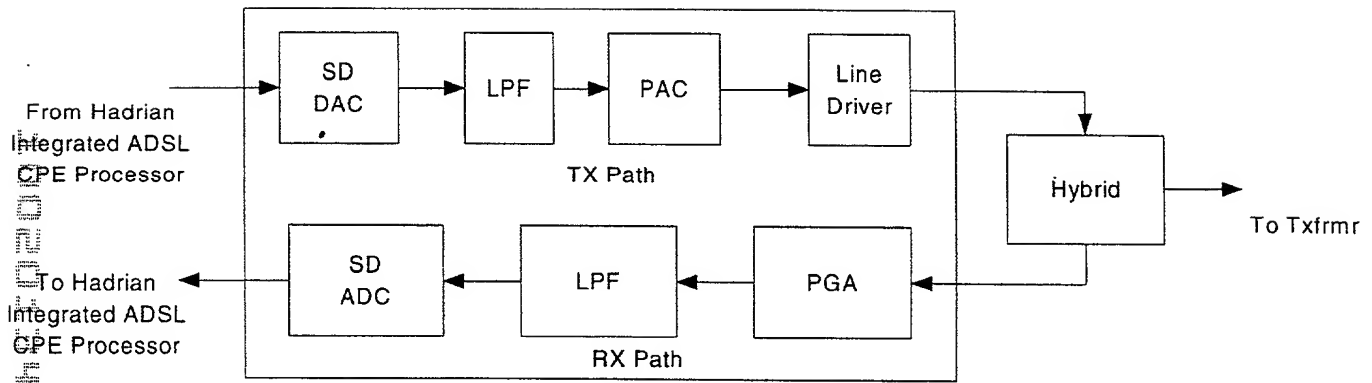 SD
DAC
LPF
PAC
Line
Driver
From Hadrian
Integrated ADSL
CPE Processor
TX Path
Hybrid
To Txfrmr
SD
ADC
LPF
PGA
To Hadrian
Integrated ADSL
CPE Processor
RX Path